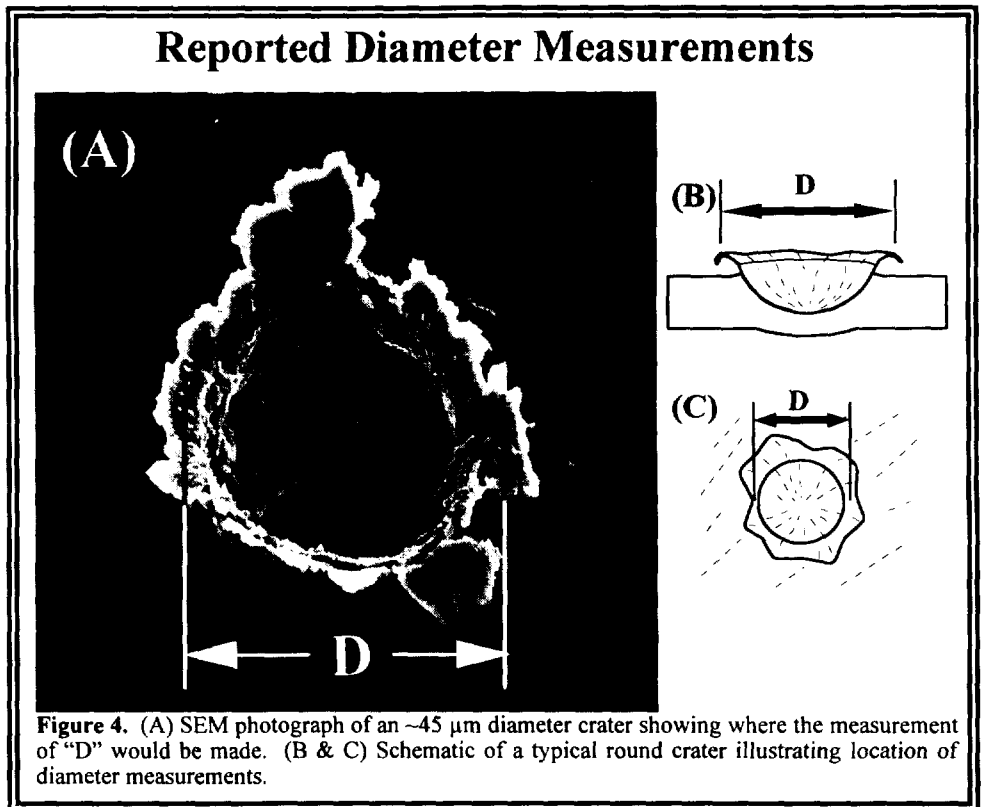 Reported Diameter Measurements
(A)
D
(B)
D
(C)
D
Figure 4. (A) SEM photograph of an ~45 µm diameter crater showing where the measurement
of "D" would be made. (B & C) Schematic of a typical round crater illustrating location of
diameter measurements.